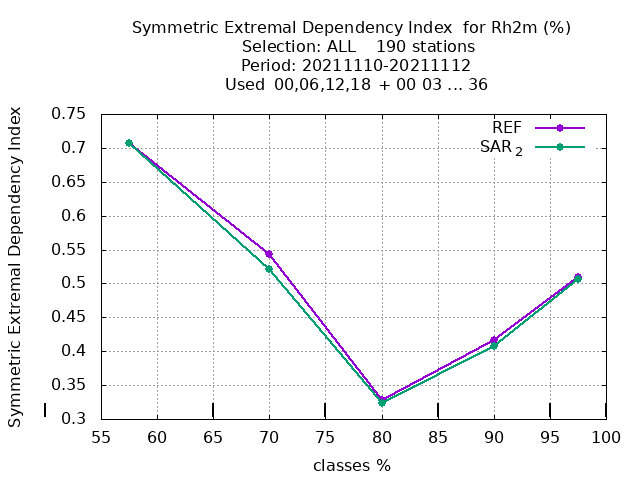 Symmetric Extremal Dependency Index for Rh2m (%)
Selection: ALL 190 stations
Period: 20211110-20211112
Used 00,06,12,18 + 00 03 ... 36
Symmetric Extremal Dependency Index
0.75
0.7
0.65
0.6
0.55
0.5
0.45
0.4
0.35
0.3
REF
SAR 2
55 60 65 70 75 80 85 90 95 100
classes %